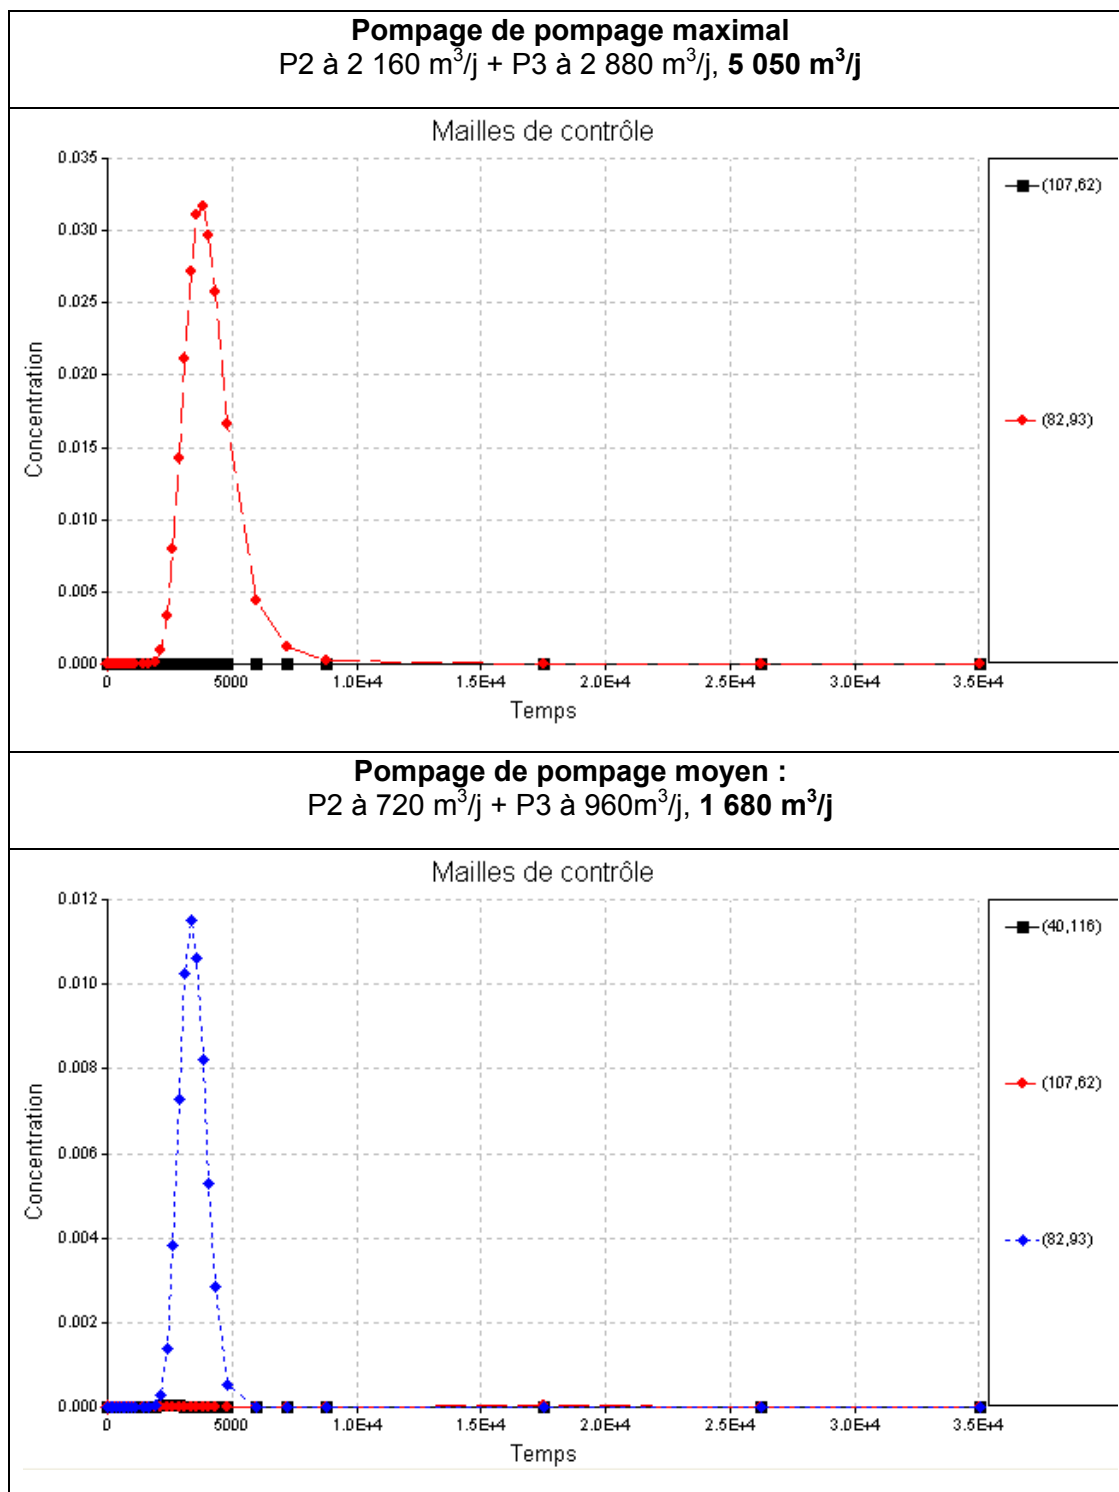 Pompage de pompage maximal
P2 à 2 160 m³/j + P3 à 2 880 m³/j, 5 050 m³/j
Mailles de contrôle
0.035
0.030
0.025
0.020
0.015
0.010
0.005
0.000
Concentration
0
5000
1.0E+4
1.5E+4
2.0E+4
2.5E+4
3.0E+4
3.5E+4
Temps
(107,62)
(82,93)
Pompage de pompage moyen :
P2 à 720 m³/j + P3 à 960m³/j, 1 680 m³/j
Mailles de contrôle
0.012
0.010
0.008
0.006
0.004
0.002
0.000
Concentration
0
5000
1.0E+4
1.5E+4
2.0E+4
2.5E+4
3.0E+4
3.5E+4
Temps
(40,116)
(107,62)
(82,93)